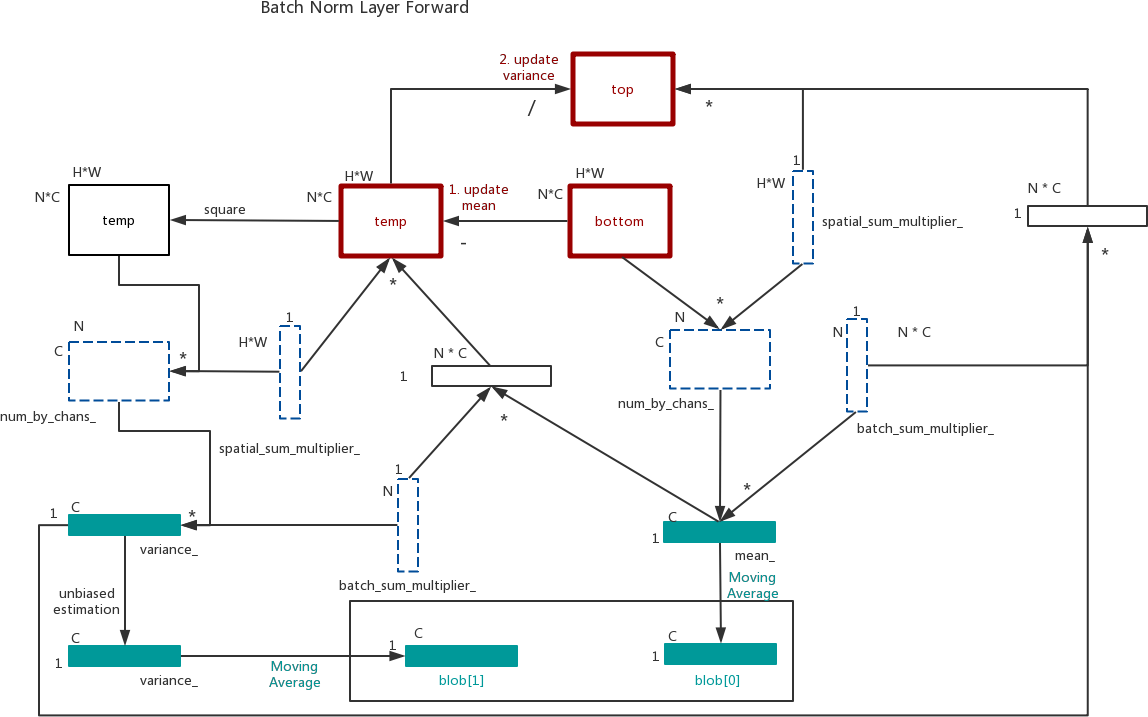 Batch Norm Layer Forward
2. update
variance
top
/
*
H*W
N*C
temp
square
H*W
N*C
temp
1. update
mean
-
H*W
N*C
bottom
1
H*W
spatial_sum_multiplier_
N * C
1
*
N
C
*
num_by_chans_
1
H*W
spatial_sum_multiplier_
*
N * C
1
*
N
C
*
num_by_chans_
1
N
N * C
batch_sum_multiplier_
*
1
N
batch_sum_multiplier_
C
1
*
variance_
C
1
mean_
unbiased
estimation
Moving
Average
C
1
variance_
Moving
Average
C
1
blob[1]
C
1
blob[0]